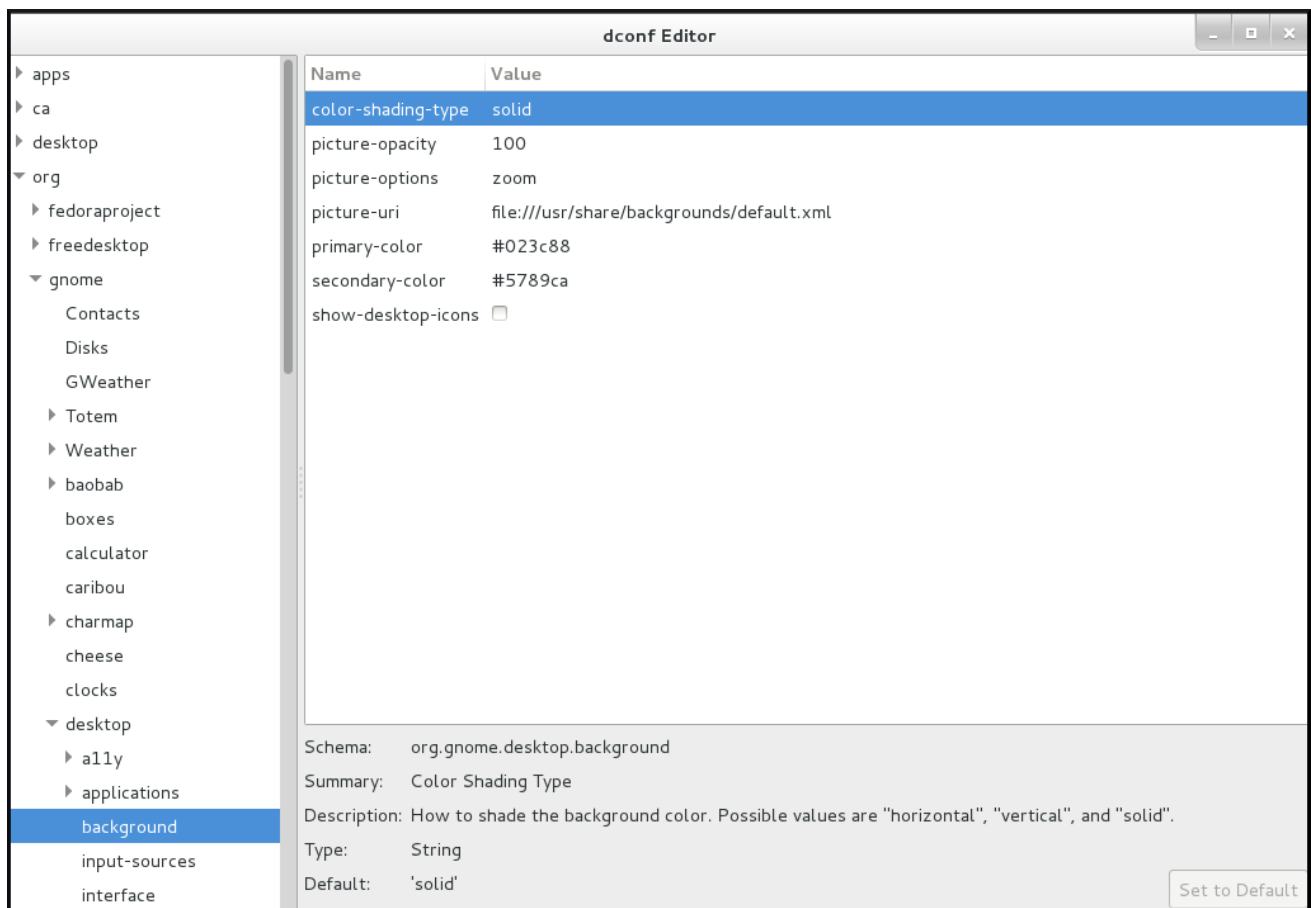 dconf Editor
apps
ca
desktop
org
fedoraproject
freedesktop
gnome
Contacts
Disks
GWeather
Totem
Weather
baobab
boxes
calculator
caribou
charmap
cheese
clocks
desktop
a11y
applications
background
input-sources
interface
Name Value
color-shading-type solid
picture-opacity 100
picture-options zoom
picture-uri file:///usr/share/backgrounds/default.xml
primary-color #023c88
secondary-color #5789ca
show-desktop-icons
Schema: org.gnome.desktop.background
Summary: Color Shading Type
Description: How to shade the background color. Possible values are "horizontal", "vertical", and "solid".
Type: String
Default: 'solid'
Set to Default